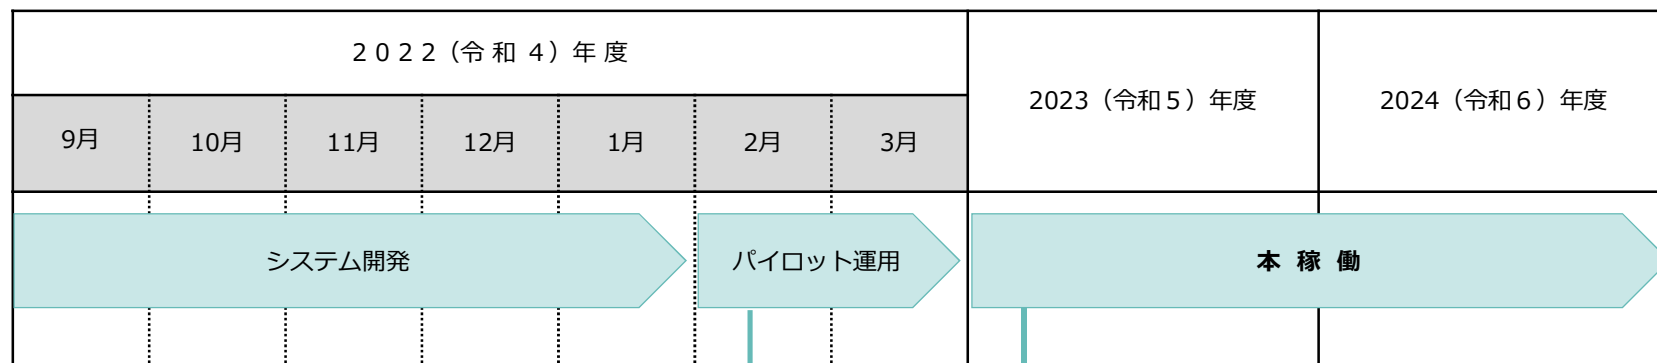 ２０２２（令和 ４）年度
2023（令和５）年度
2024（令和６）年度
9月
10月
11月
12月
1月
2月
3月
システム開発
パイロット運用
本稼働